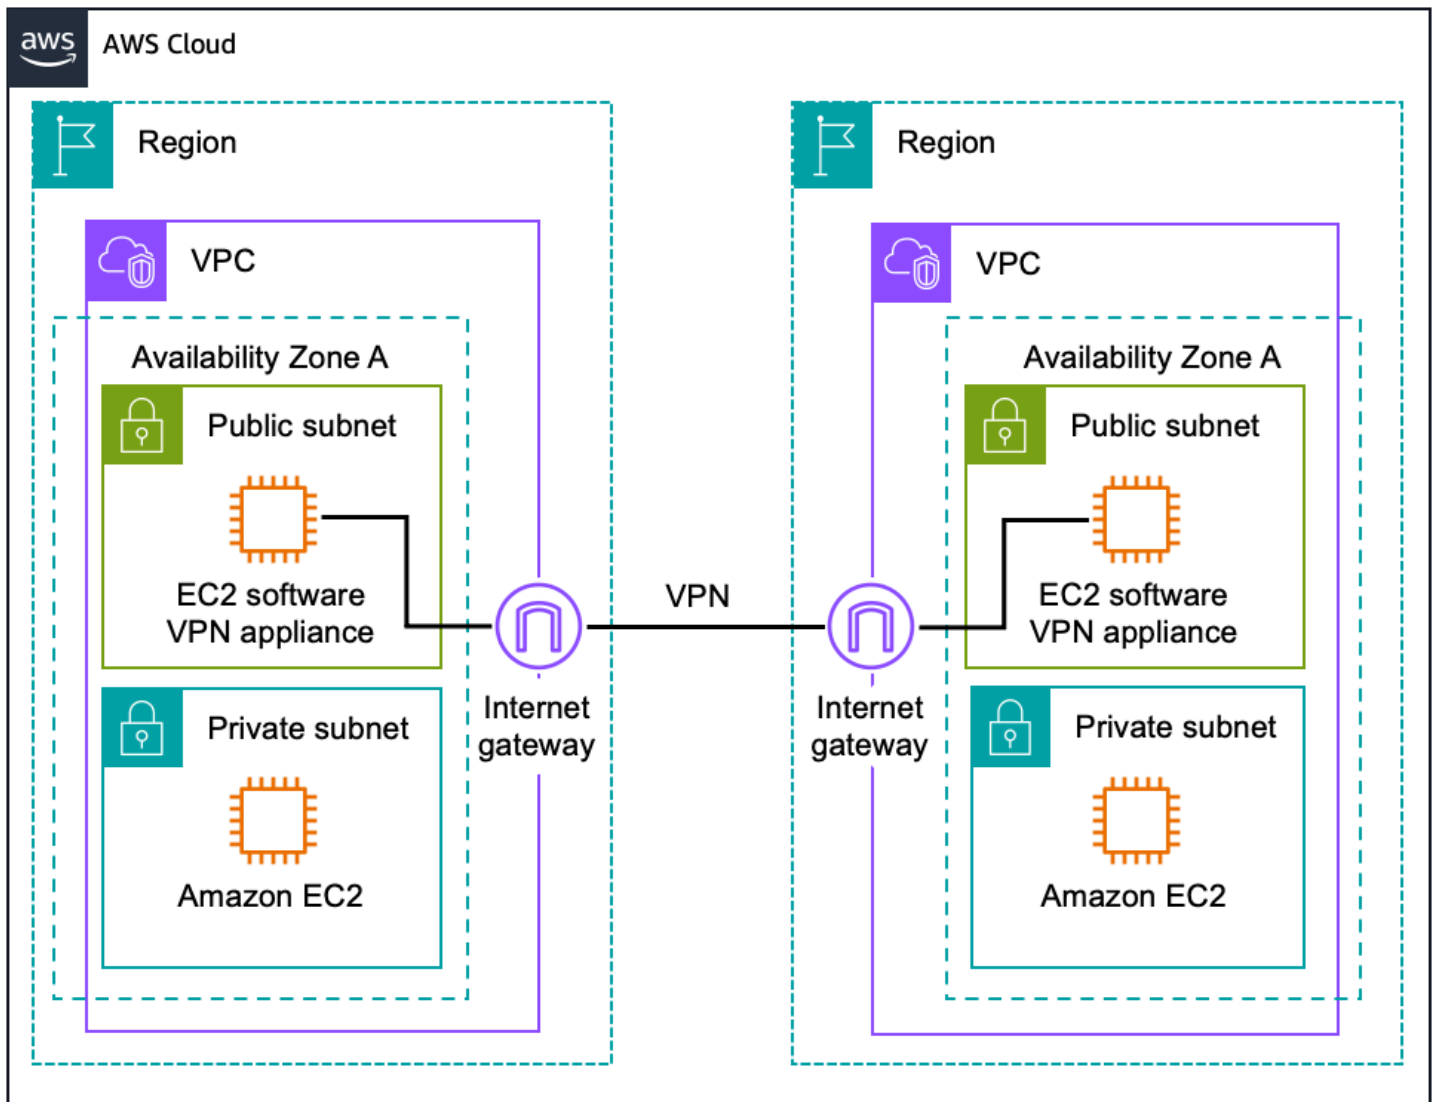 aws
AWS Cloud
Region
VPC
Availability Zone A
Public subnet
EC2 software
VPN appliance
Private subnet
Amazon EC2
Internet
gateway
VPN
Region
VPC
Availability Zone A
Public subnet
EC2 software
VPN appliance
Internet
gateway
Private subnet
Amazon EC2